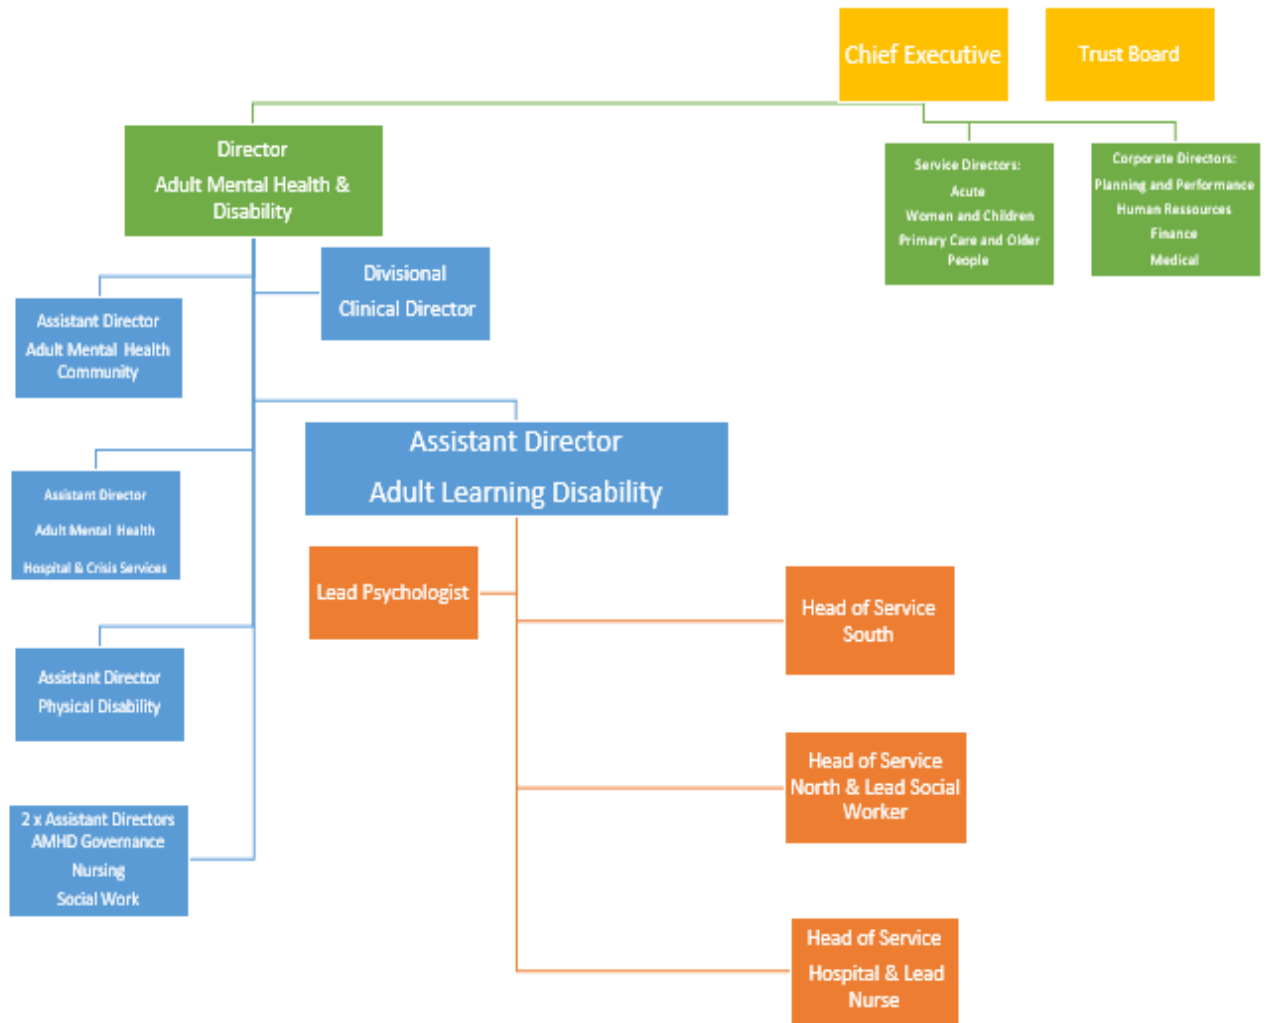 Chief Executive
Trust Board
Director
Adult Mental Health &
Disability
Service Directors:
Acute
Women and Children
Primary Care and Older
People
Corporate Directors:
Planning and Performance
Human Ressources
Finance
Medical
Divisional
Clinical Director
Assistant Director
Adult Mental Health
Community
Assistant Director
Adult Learning Disability
Assistant Director
Adult Mental Health
Hospital & Crisis Services
Lead Psychologist
Head of Service
South
Assistant Director
Physical Disability
Head of Service
North & Lead Social
Worker
2 x Assistant Directors
AMHD Governance
Nursing
Social Work
Head of Service
Hospital & Lead
Nurse